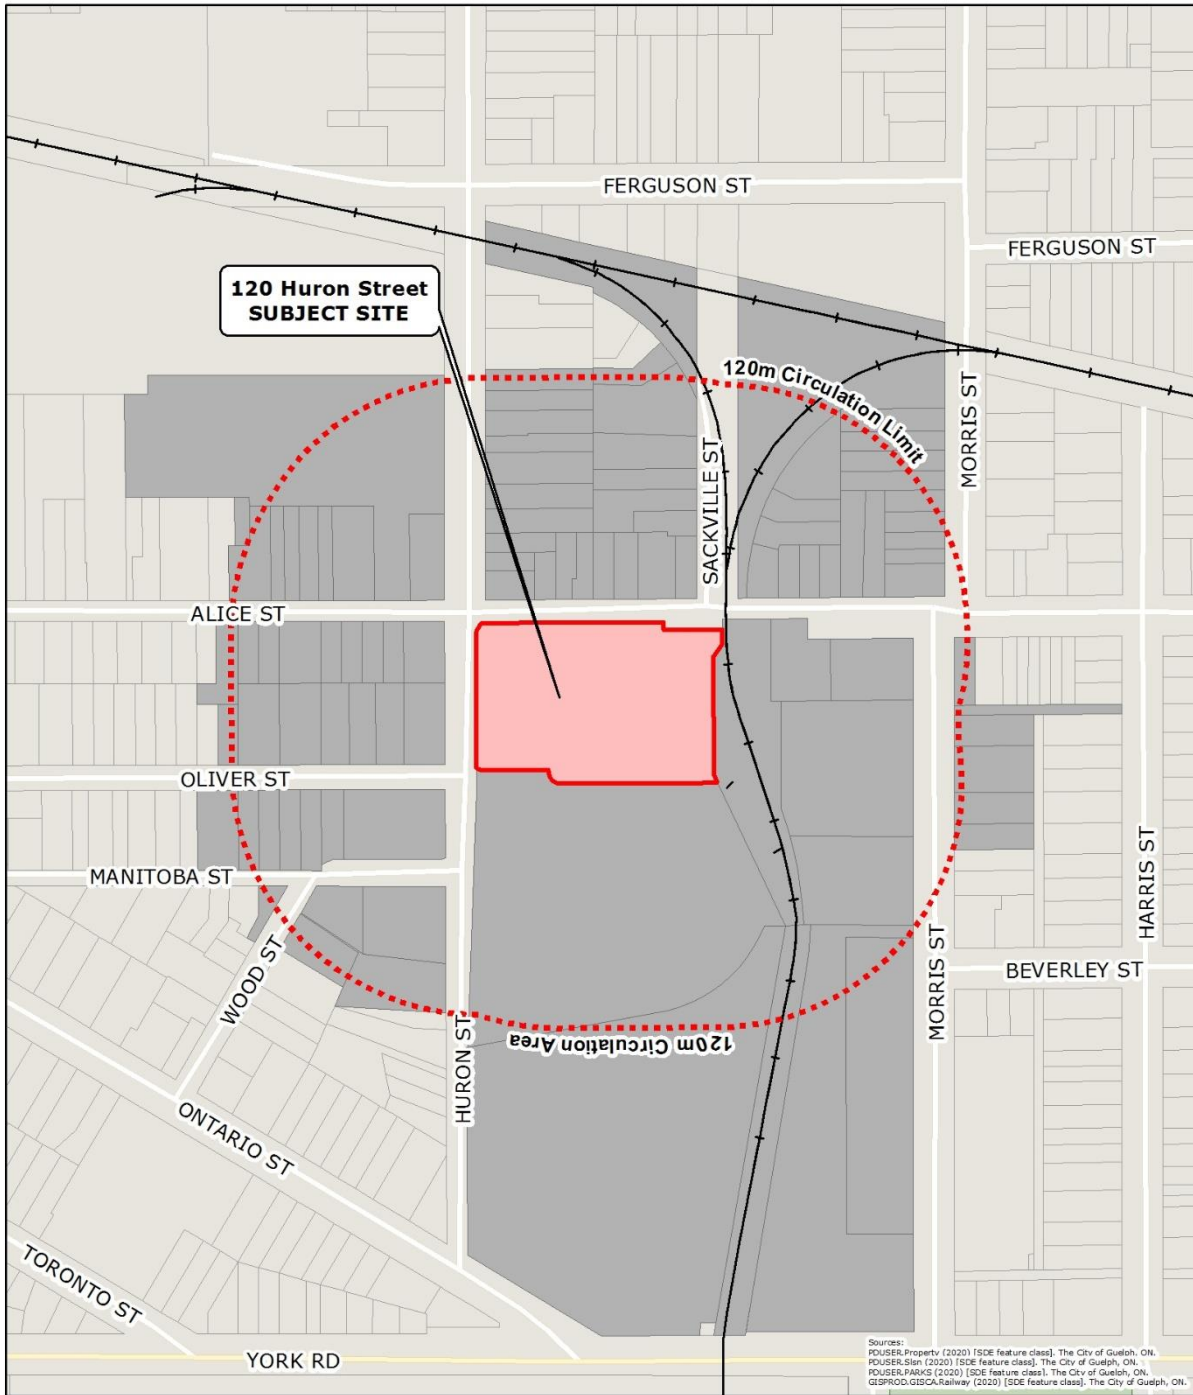 FERGUSON ST
FERGUSON ST
120 Huron Street
SUBJECT SITE
120m Circulation Limit
MORRIS ST
SACKVILLE ST
ALICE ST
OLIVER ST
MANITOBA ST
HARRIS ST
WOOD ST
BEVERLEY ST
MORRIS ST
HURON ST
120m Circulation Area
ONTARIO ST
TORONTO ST
YORK RD
Sources:
PDUSER.Property (2020) [SDE feature class]. The City of Guelph, ON.
PDUSER.Slsn (2020) [SDE feature class]. The City of Guelph, ON.
PDUSER.PARKS (2020) [SDE feature class]. The City of Guelph, ON.
GISPROD.GISCA.Railway (2020) [SDE feature class]. The City of Guelph, ON.